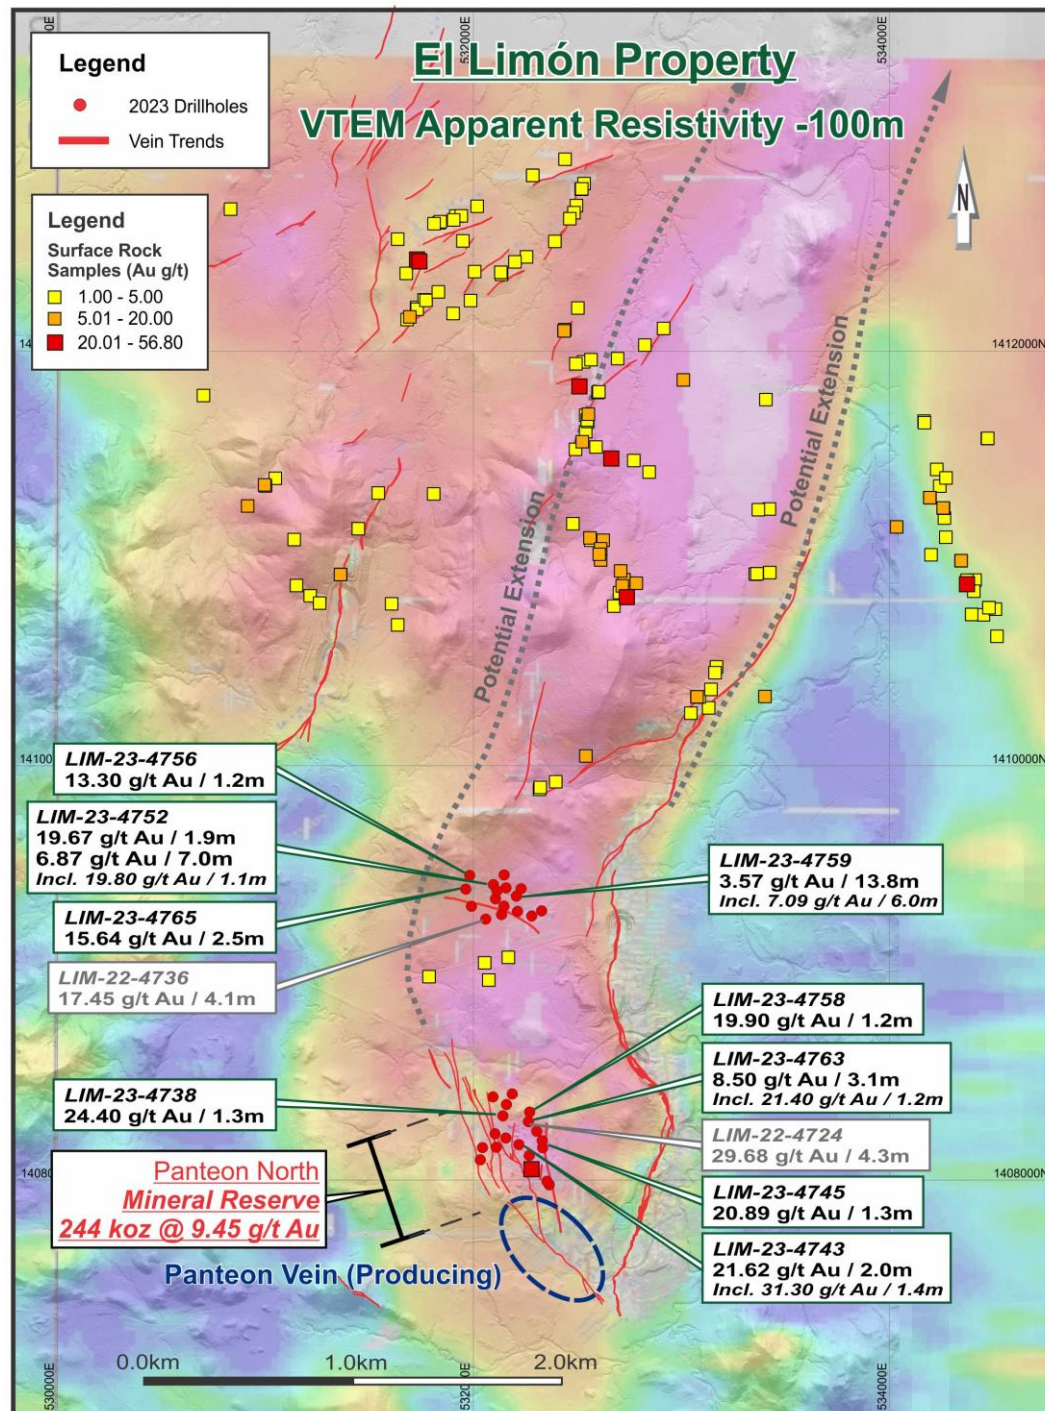 El Limón Property
VTEM Apparent Resistivity -100m
Legend
2023 Drillholes
Vein Trends
Legend
Surface Rock
Samples (Au g/t)
1.00 - 5.00
5.01 - 20.00
20.01 - 56.80
532000E
534000E
N
1412000N
Potential Extension
Potential Extension
1410000N
LIM-23-4756
13.30 g/t Au / 1.2m
LIM-23-4752
19.67 g/t Au / 1.9m
6.87 g/t Au / 7.0m
Incl. 19.80 g/t Au / 1.1m
LIM-23-4765
15.64 g/t Au / 2.5m
LIM-22-4736
17.45 g/t Au / 4.1m
LIM-23-4759
3.57 g/t Au / 13.8m
Incl. 7.09 g/t Au / 6.0m
LIM-23-4758
19.90 g/t Au / 1.2m
LIM-23-4763
8.50 g/t Au / 3.1m
Incl. 21.40 g/t Au / 1.2m
LIM-22-4724
29.68 g/t Au / 4.3m
LIM-23-4745
20.89 g/t Au / 1.3m
LIM-23-4743
21.62 g/t Au / 2.0m
Incl. 31.30 g/t Au / 1.4m
LIM-23-4738
24.40 g/t Au / 1.3m
1408000N
Panteon North
Mineral Reserve
244 koz @ 9.45 g/t Au
Panteon Vein (Producing)
0.0km
1.0km
2.0km
530000E
532000E
534000E